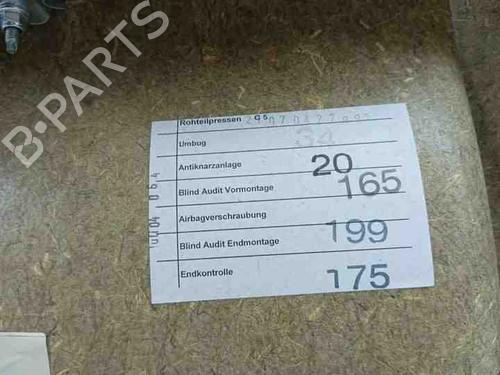 B-PARTS
Rohteilpressen
Umbug 34
Antiknarzanlage 20
Blind Audit Vormontage 165
Airbagverschraubung
Blind Audit Endmontage 199
Endkontrolle 175